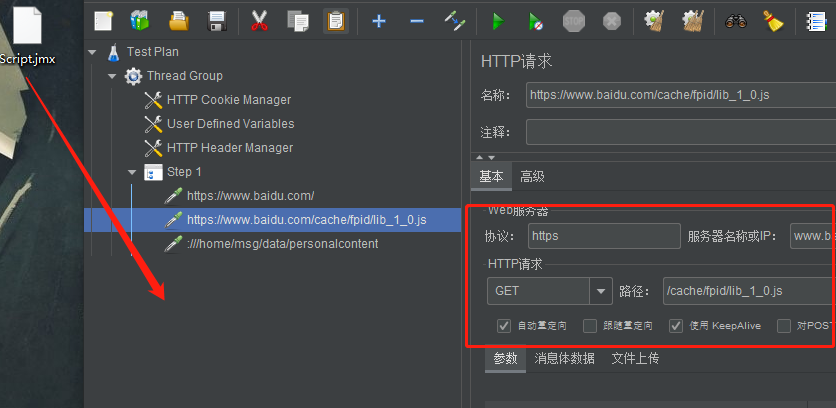 Script.jmx
Test Plan
Thread Group
HTTP Cookie Manager
User Defined Variables
HTTP Header Manager
Step 1
https://www.baidu.com/
https://www.baidu.com/cache/fpid/lib_1_0.js
:///home/msg/data/personalcontent
HTTP请求
名称： https://www.baidu.com/cache/fpid/lib_1_0.js
注释：
基本 高级
Web服务器
协议： https 服务器名称或IP： www.b
HTTP请求
GET 路径： /cache/fpid/lib_1_0.js
自动重定向 跟随重定向 使用 KeepAlive 对POST
参数 消息体数据 文件上传